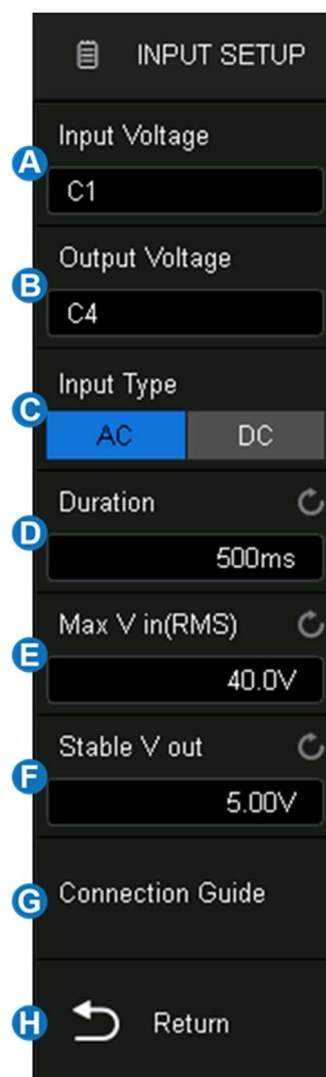 INPUT SETUP
Input Voltage
A
C1
Output Voltage
B
C4
Input Type
C
AC DC
Duration
D
500ms
Max V in(RMS)
E
40.0V
Stable V out
F
5.00V
G Connection Guide
H Return